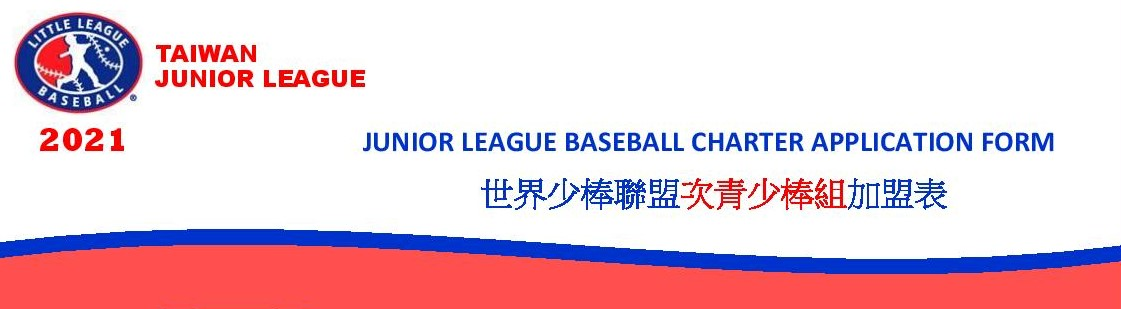 LITTLE LEAGUE
BASEBALL
®
TAIWAN
JUNIOR LEAGUE
2021
JUNIOR LEAGUE BASEBALL CHARTER APPLICATION FORM
世界少棒聯盟次青少棒組加盟表